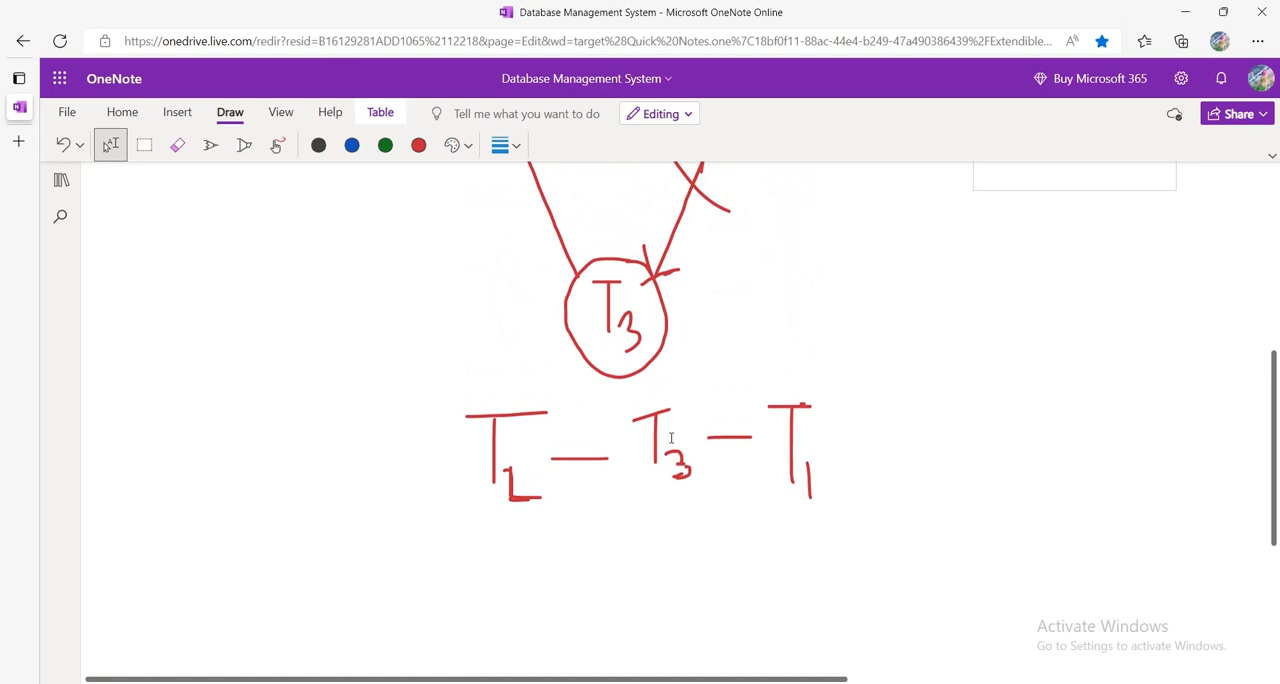 Database Management System - Microsoft OneNote Online
https://onedrive.live.com/redir?resid=B16129281ADD1065%2112218&page=Edit&wd=target%28Quick%20Notes.one%7C18bf0f11-88ac-44e4-b249-47a490386439%2FExtendible...
OneNote
Database Management System
Buy Microsoft 365
File Home Insert Draw View Help Table Tell me what you want to do Editing Share
T3
T2 — T3 — T1
Activate Windows
Go to Settings to activate Windows.